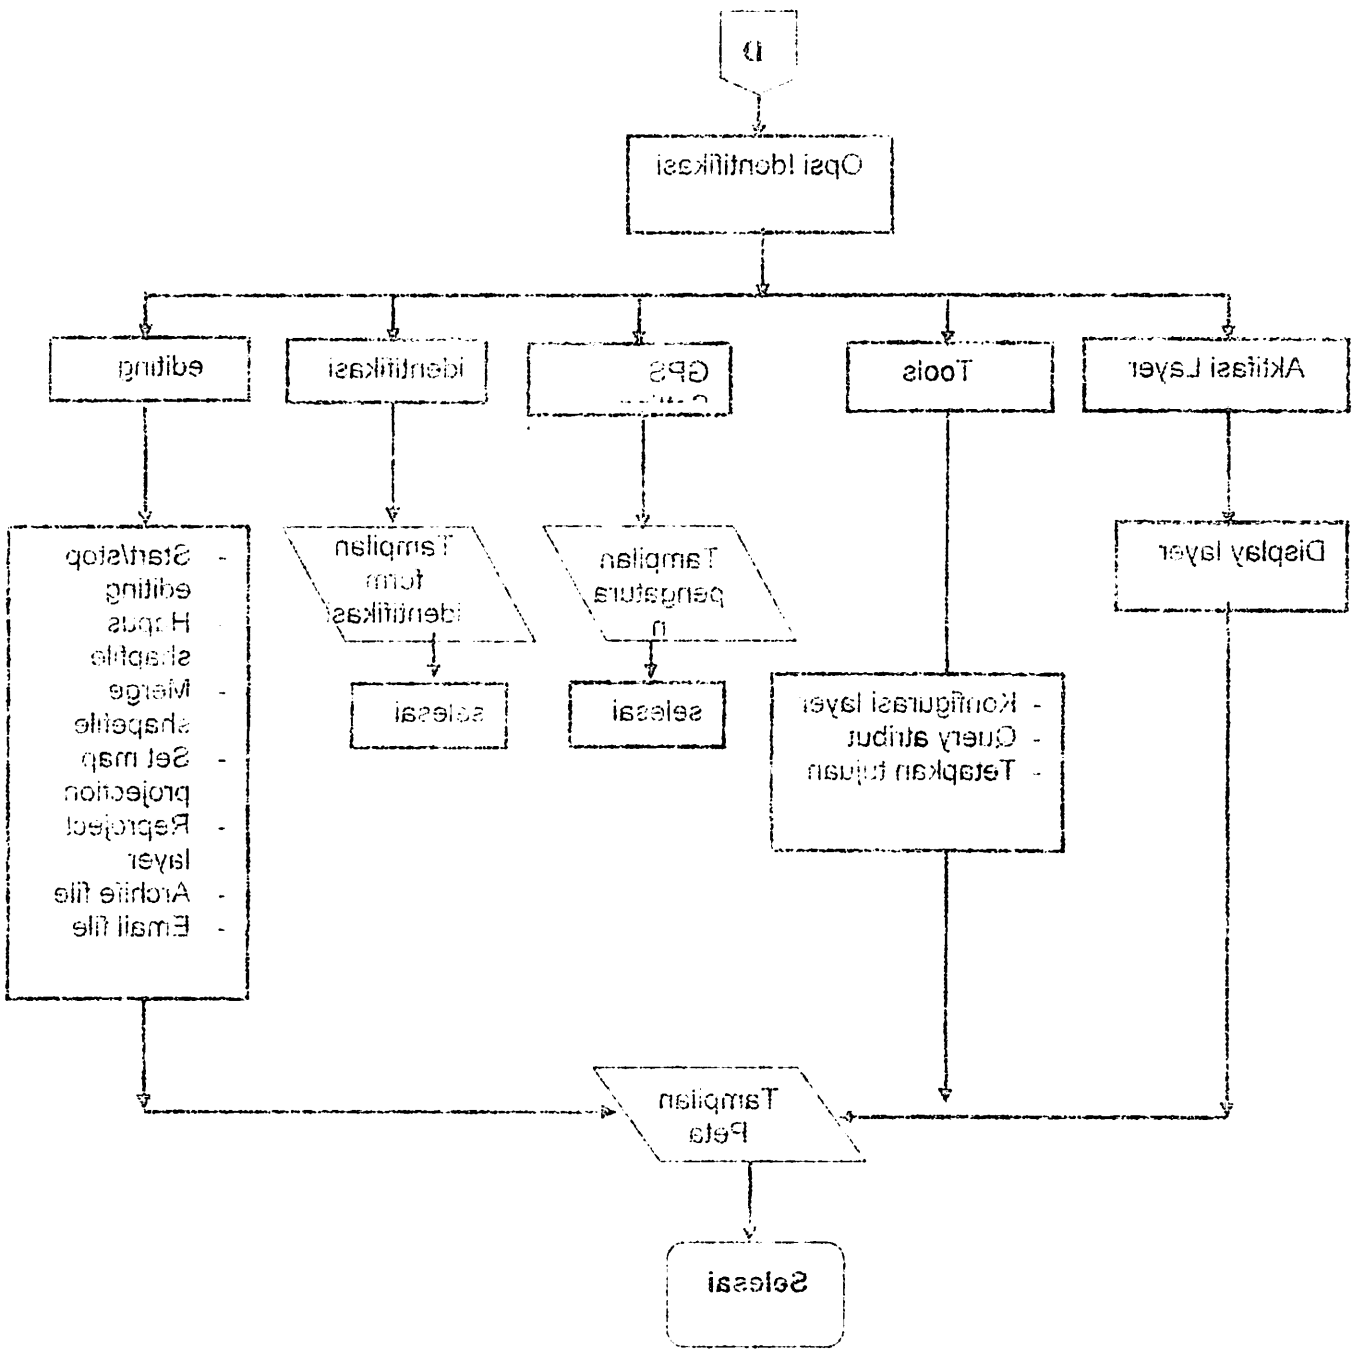 D
Opsi Identifikasi
Aktifasi Layer
Tools
GPS
identifikasi
editing
Display layer
- Konfigurasi layer
- Query atribut
- Tetapkan tujuan
Tampilan
pengatura
n
selesai
Tampilan
form
identifikasi
selesai
- Start/stop
editing
- Hapus
shapfile
- Merge
shapefile
- Set map
projection
- Reproject
layer
- Archife file
- Email file
Tampilan
Peta
Selesai